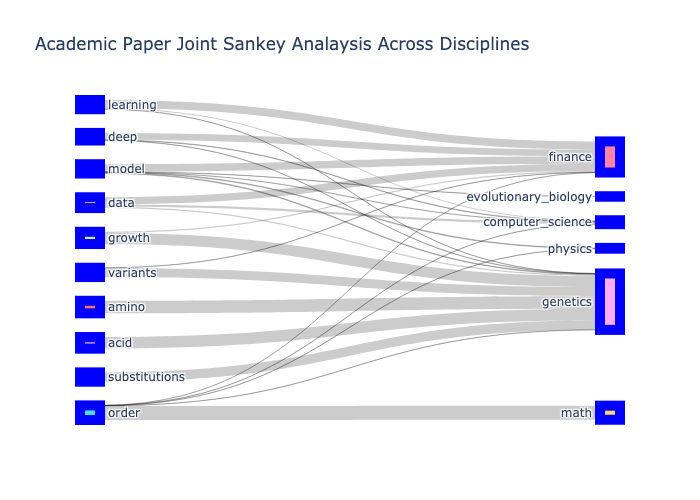 Academic Paper Joint Sankey Analaysis Across Disciplines
learning
deep
model
data
growth
variants
amino
acid
substitutions
order
finance
evolutionary_biology
computer_science
physics
genetics
math